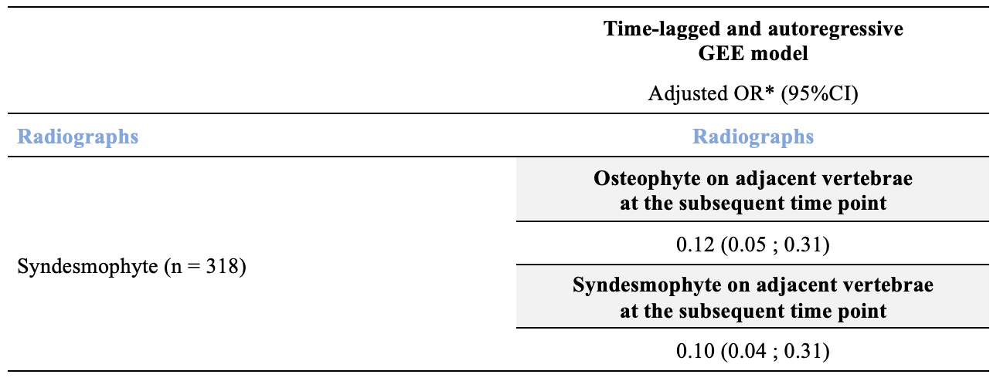 Time-lagged and autoregressive
GEE model
Adjusted OR* (95%CI)
Radiographs
Radiographs
Osteophyte on adjacent vertebrae
at the subsequent time point
0.12 (0.05 ; 0.31)
Syndesmophyte (n = 318)
Syndesmophyte on adjacent vertebrae
at the subsequent time point
0.10 (0.04 ; 0.31)